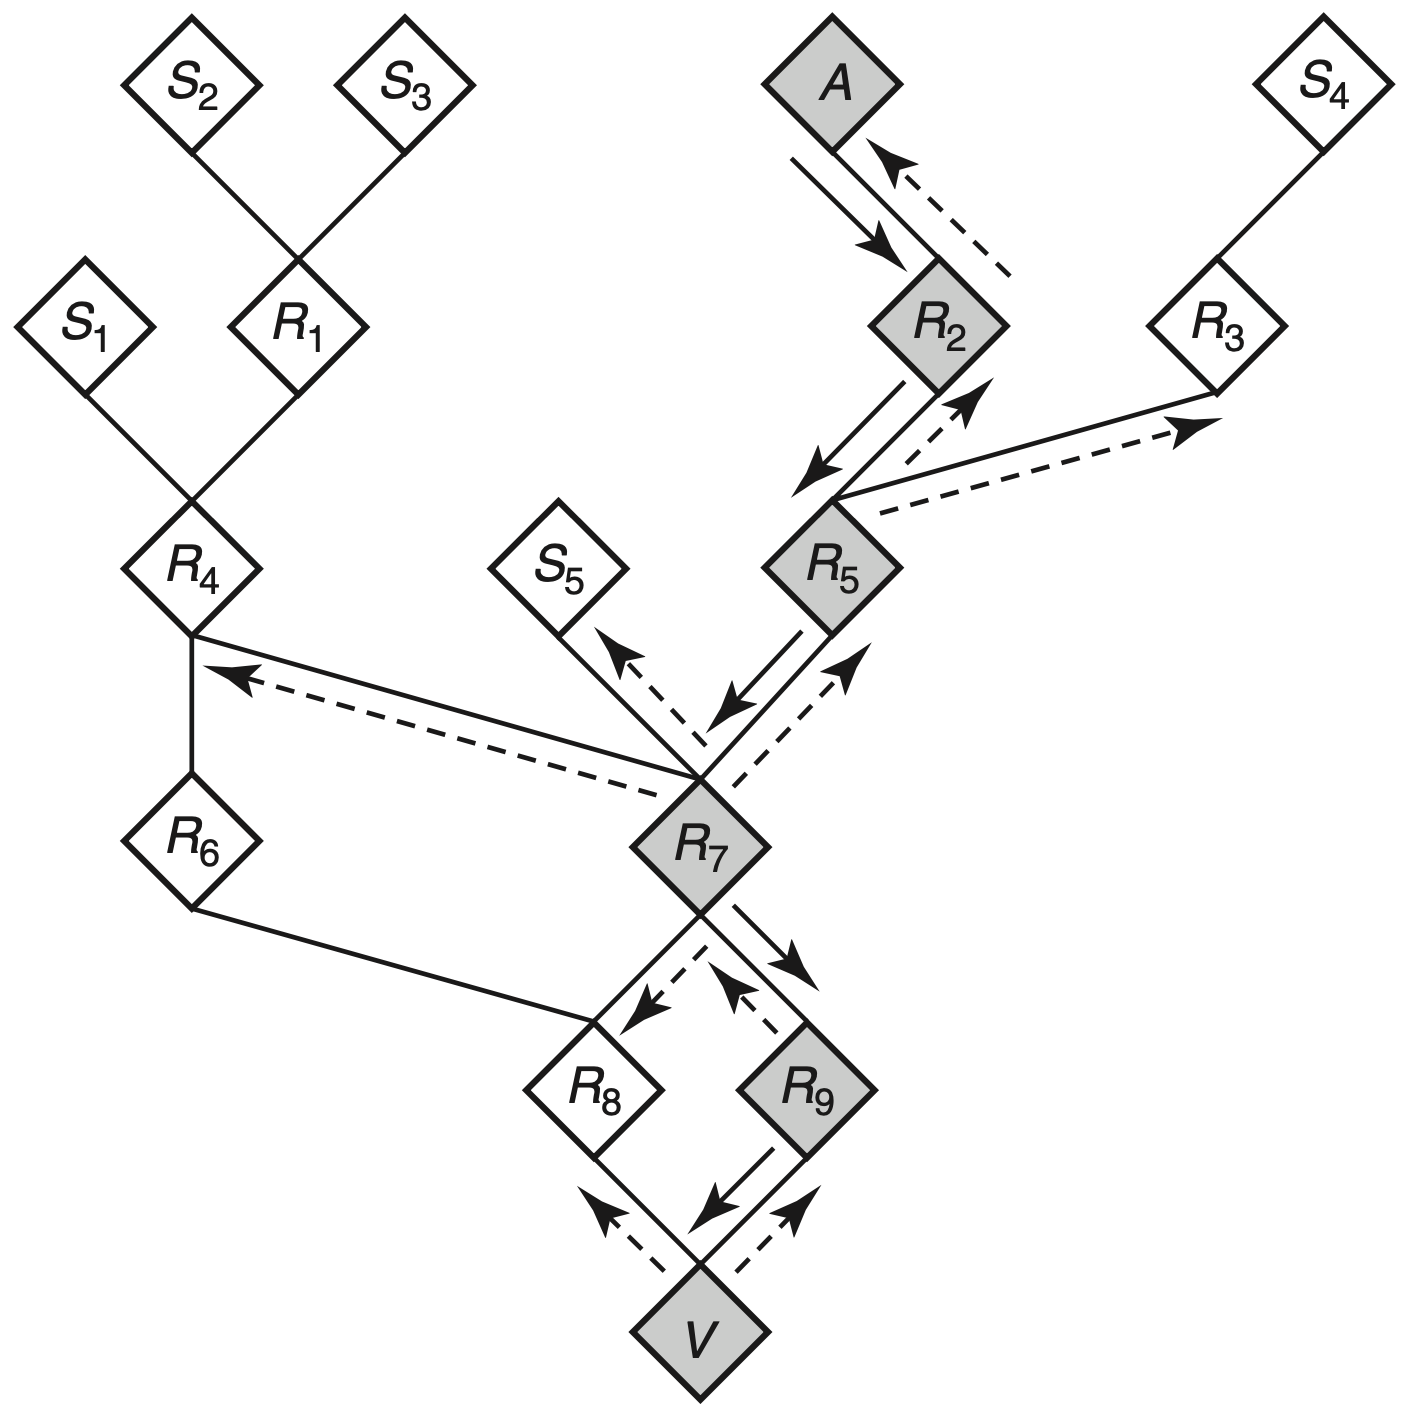 S₂ S₃ A S₄
S₁ R₁ R₂ R₃
R₄ S₅ R₅
R₆ R₇
R₈ R₉
V